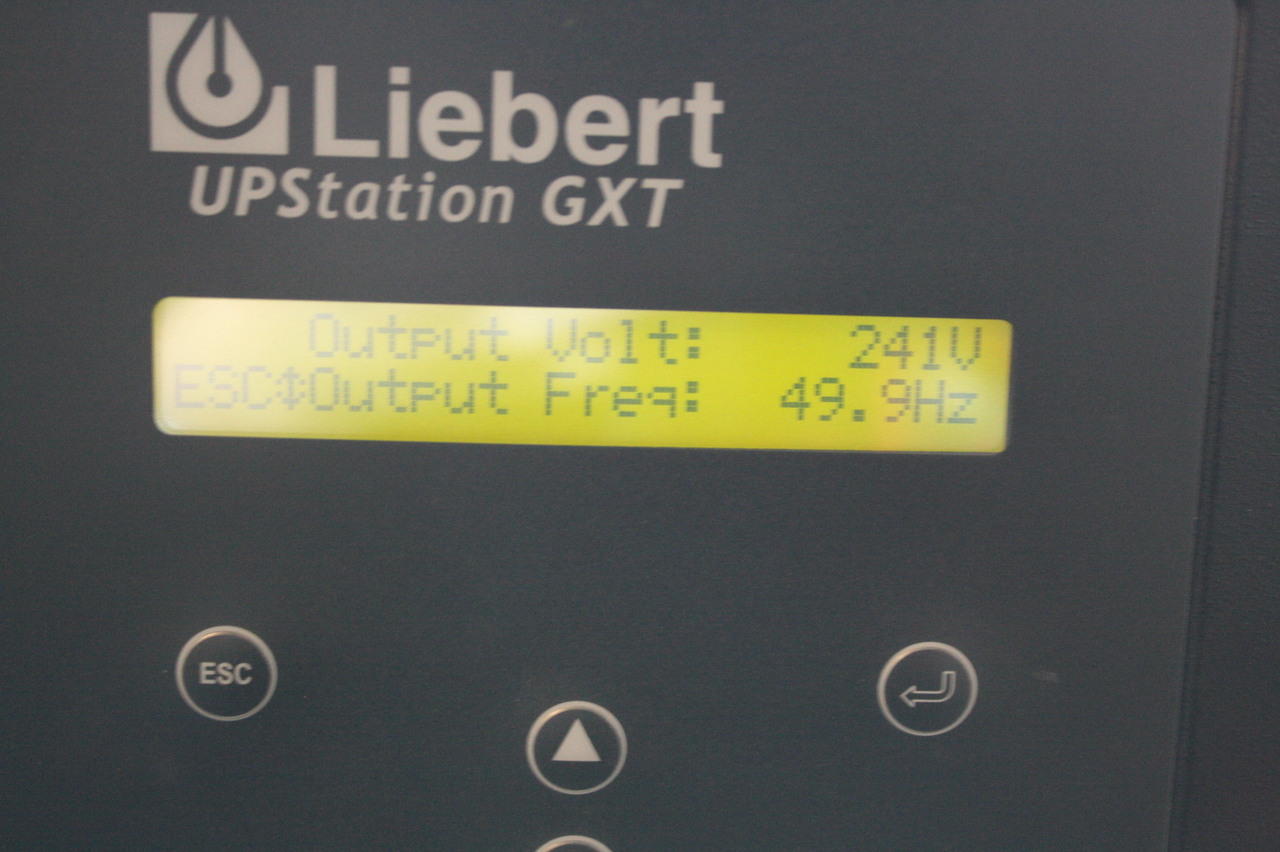 Liebert
UPStation GXT
Output Volt: 241V
ESC↕Output Freq: 49.9Hz
ESC